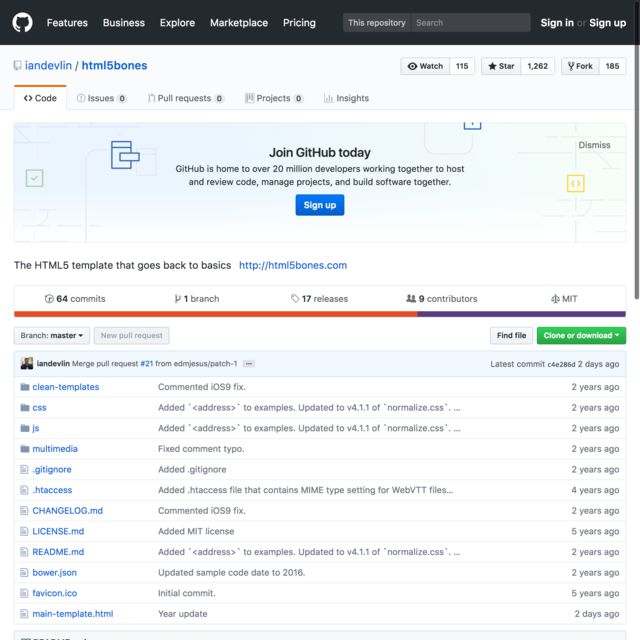 Features Business Explore Marketplace Pricing This repository Search Sign in or Sign up
iandevlin / html5bones Watch 115 Star 1,262 Fork 185
Code Issues 0 Pull requests 0 Projects 0 Insights
Dismiss
Join GitHub today
GitHub is home to over 20 million developers working together to host
and review code, manage projects, and build software together.
Sign up
The HTML5 template that goes back to basics http://html5bones.com
64 commits 1 branch 17 releases 9 contributors MIT
Branch: master New pull request Find file Clone or download
iandevlin Merge pull request #21 from edmjesus/patch-1 ... Latest commit c4e286d 2 days ago
clean-templates Commented iOS9 fix. 2 years ago
css Added `<address>` to examples. Updated to v4.1.1 of `normalize.css`. ... 2 years ago
js Added `<address>` to examples. Updated to v4.1.1 of `normalize.css`. ... 2 years ago
multimedia Fixed comment typo. 2 years ago
.gitignore Added .gitignore 2 years ago
.htaccess Added .htaccess file that contains MIME type setting for WebVTT files... 4 years ago
CHANGELOG.md Commented iOS9 fix. 2 years ago
LICENSE.md Added MIT license 5 years ago
README.md Added `<address>` to examples. Updated to v4.1.1 of `normalize.css`. ... 2 years ago
bower.json Updated sample code date to 2016. 2 years ago
favicon.ico Initial commit. 5 years ago
main-template.html Year update 2 days ago